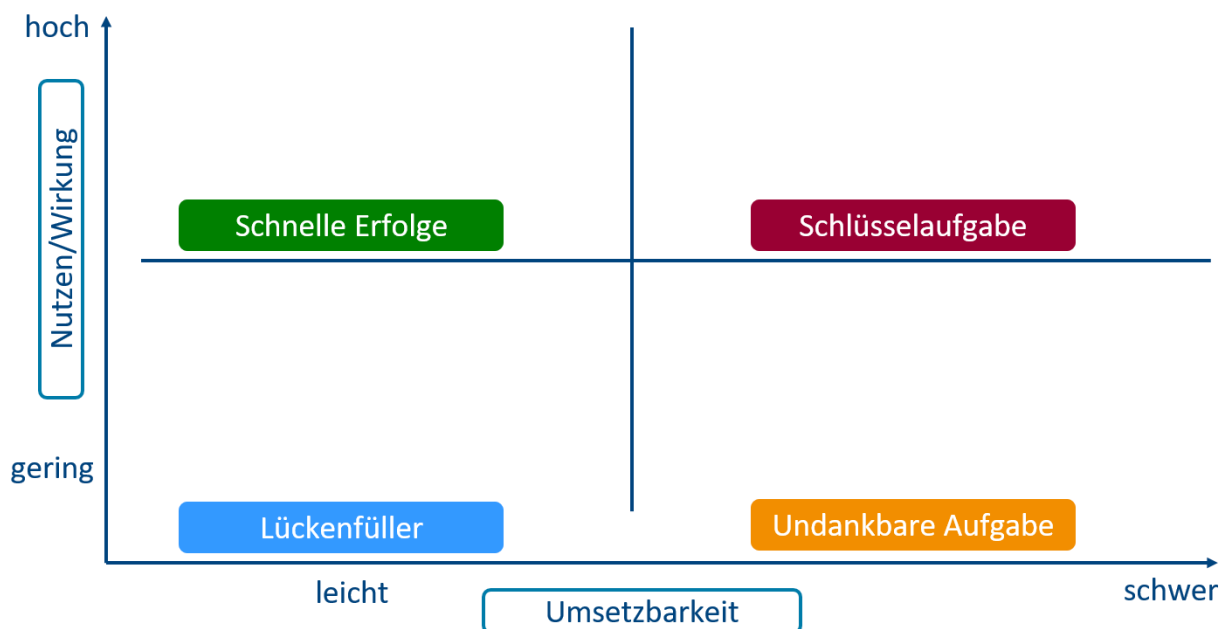 hoch
Nutzen/Wirkung
Schnelle Erfolge
Schlüsselaufgabe
gering
Lückenfüller
Undankbare Aufgabe
leicht
schwer
Umsetzbarkeit